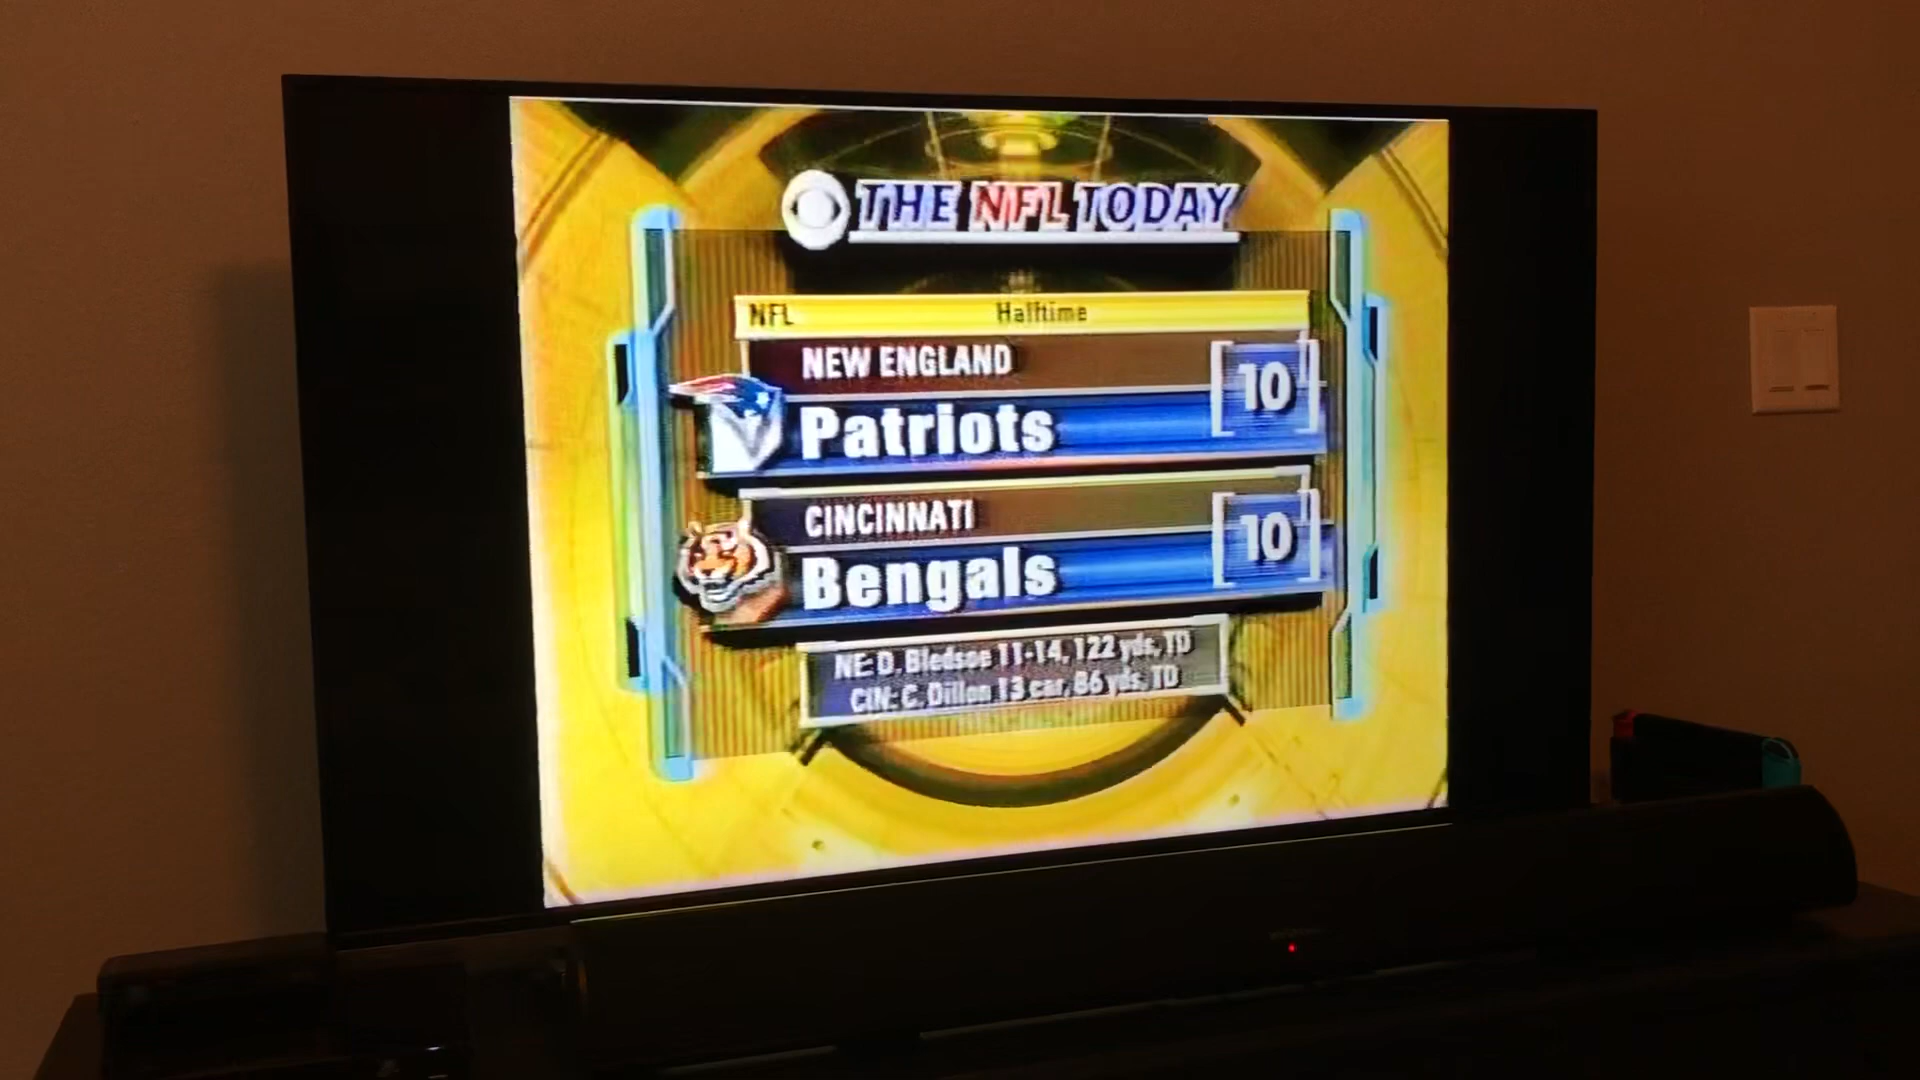 THE NFL TODAY
NFL Halftime
NEW ENGLAND
Patriots 10
CINCINNATI
Bengals 10
NE: D. Bledsoe 11-14, 122 yds, TD
CIN: C. Dillon 13 car, 86 yds, TD